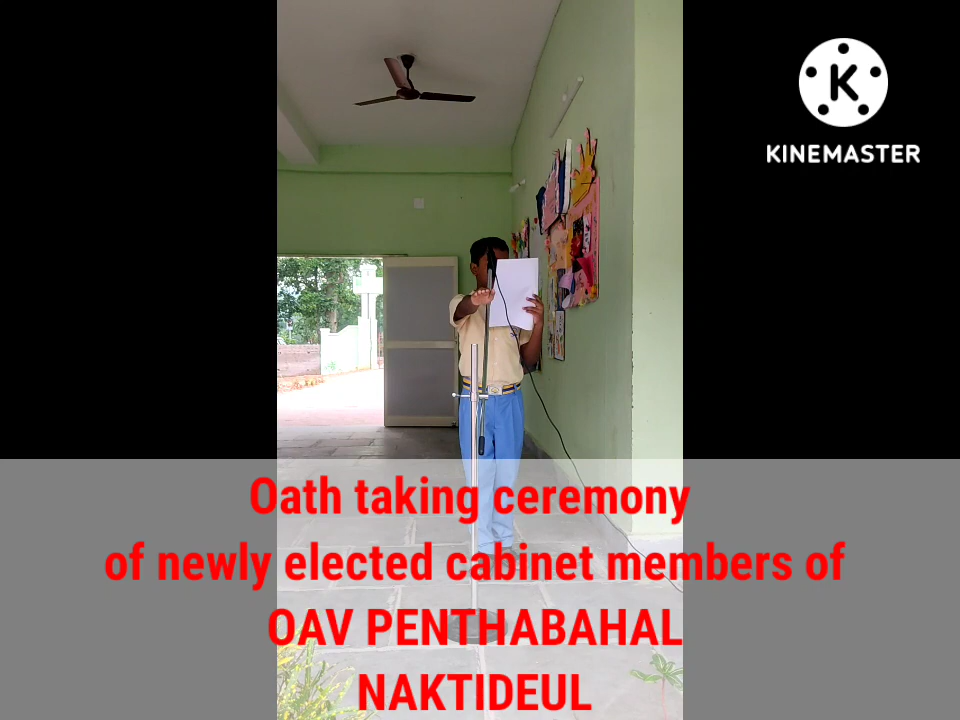 K
KINEMASTER
Oath taking ceremony
of newly elected cabinet members of
OAV PENTHABAHAL
NAKTIDEUL